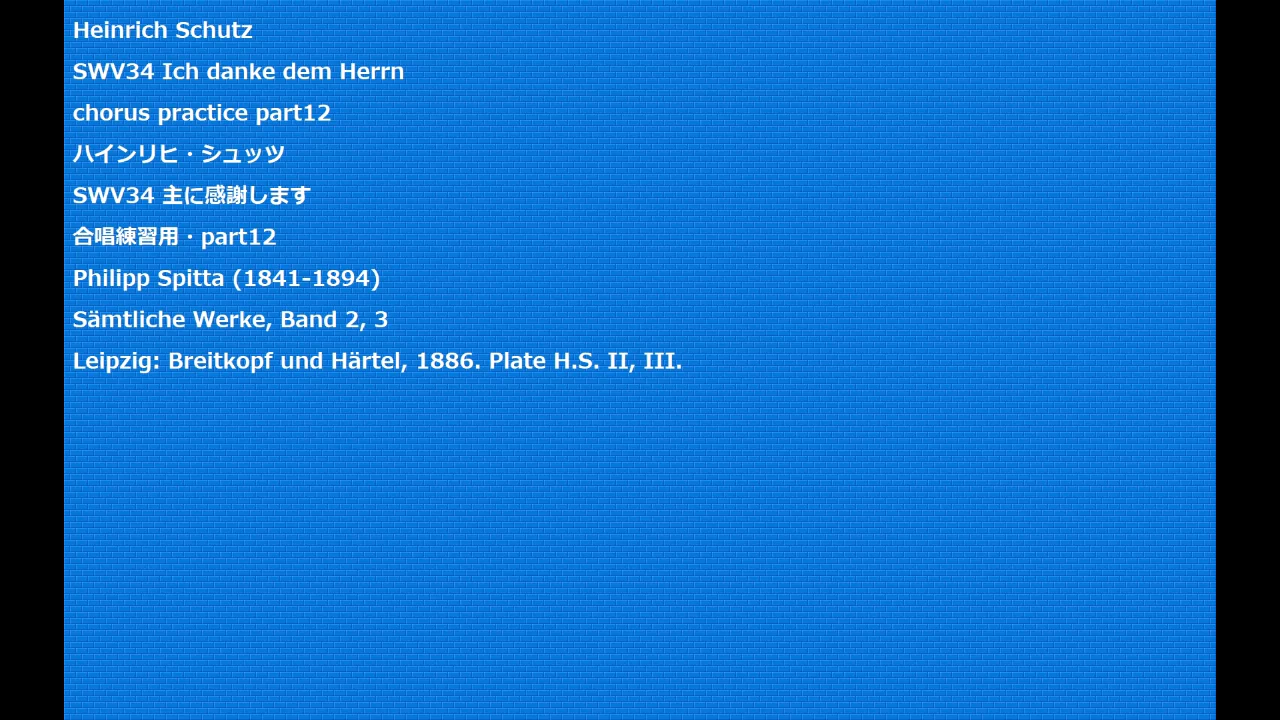 Heinrich Schutz
SWV34 Ich danke dem Herrn
chorus practice part12
ハインリヒ・シュッツ
SWV34 主に感謝します
合唱練習用・part12
Philipp Spitta (1841-1894)
Sämtliche Werke, Band 2, 3
Leipzig: Breitkopf und Härtel, 1886. Plate H.S. II, III.